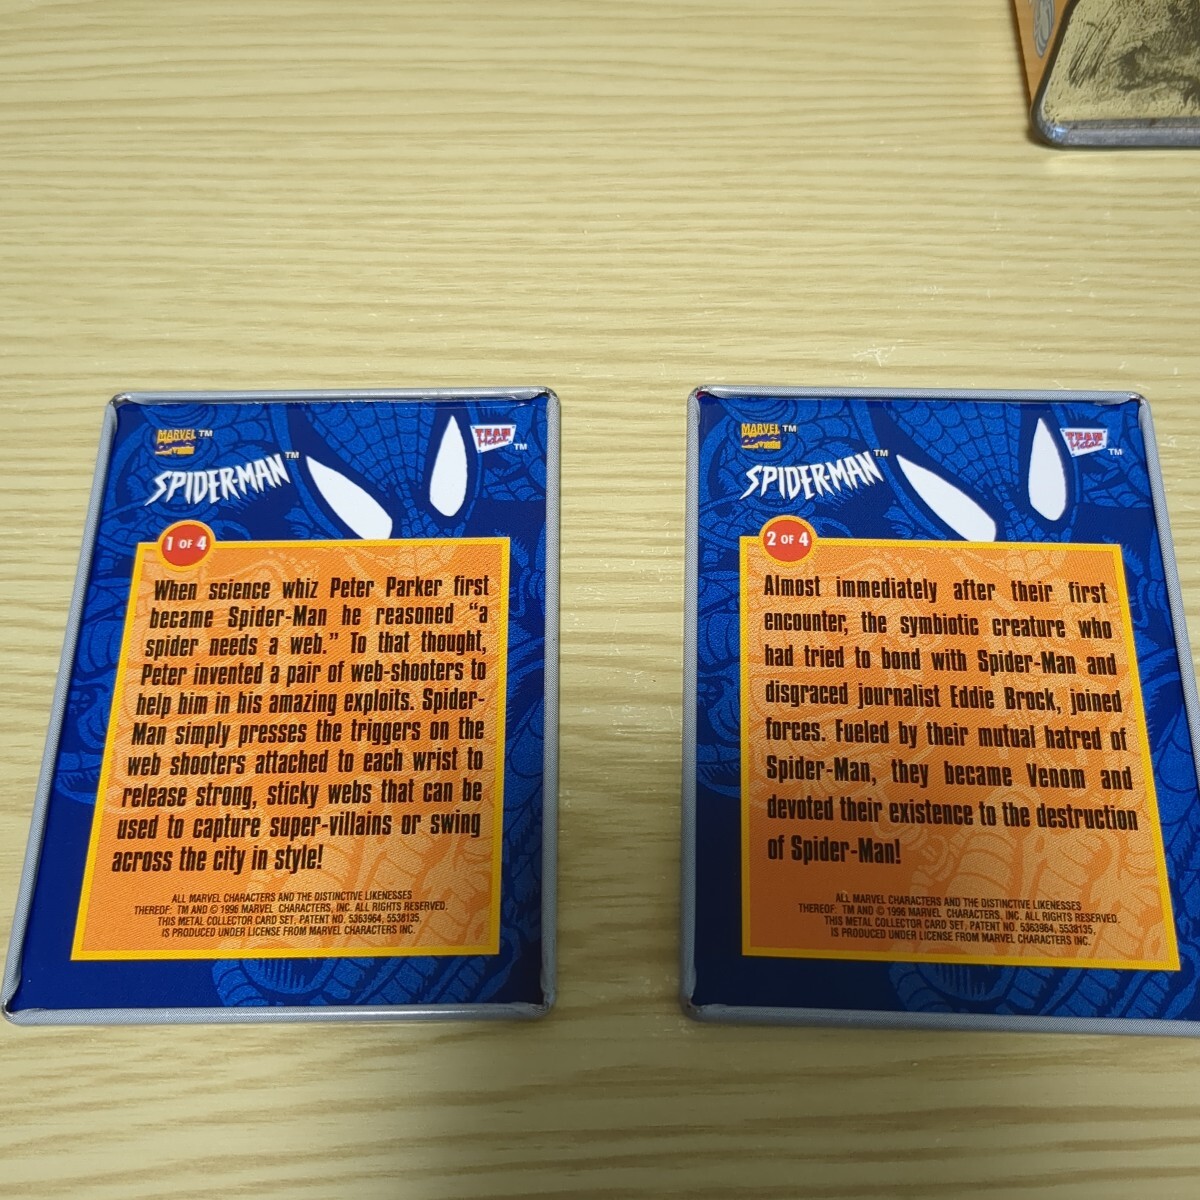 MARVEL TM
COMICS
TEAM
Metal TM
SPIDER-MAN TM
1 OF 4
When science whiz Peter Parker first
became Spider-Man he reasoned "a
spider needs a web." To that thought,
Peter invented a pair of web-shooters to
help him in his amazing exploits. Spider-
Man simply presses the triggers on the
web shooters attached to each wrist to
release strong, sticky webs that can be
used to capture super-villains or swing
across the city in style!
ALL MARVEL CHARACTERS AND THE DISTINCTIVE LIKENESSES
THEREOF: TM AND © 1996 MARVEL CHARACTERS, INC. ALL RIGHTS RESERVED.
THIS METAL COLLECTOR CARD SET, PATENT NO. 5363964, 5538135,
IS PRODUCED UNDER LICENSE FROM MARVEL CHARACTERS INC.
MARVEL TM
COMICS
TEAM
Metal TM
SPIDER-MAN TM
2 OF 4
Almost immediately after their first
encounter, the symbiotic creature who
had tried to bond with Spider-Man and
disgraced journalist Eddie Brock, joined
forces. Fueled by their mutual hatred of
Spider-Man, they became Venom and
devoted their existence to the destruction
of Spider-Man!
ALL MARVEL CHARACTERS AND THE DISTINCTIVE LIKENESSES
THEREOF: TM AND © 1996 MARVEL CHARACTERS, INC. ALL RIGHTS RESERVED.
THIS METAL COLLECTOR CARD SET, PATENT NO. 5363964, 5538135,
IS PRODUCED UNDER LICENSE FROM MARVEL CHARACTERS INC.